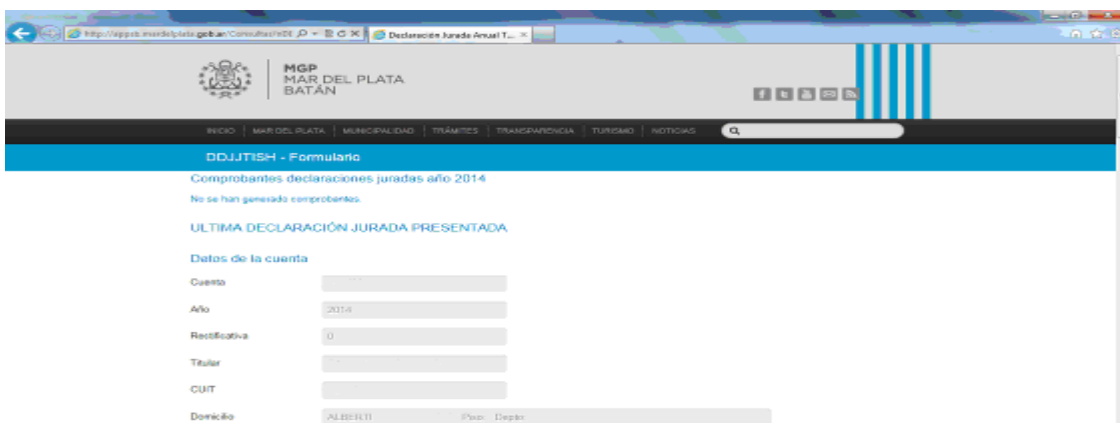 Declaración Jurada Anual T...
MGP
MAR DEL PLATA
BATÁN
INICIO MAR DEL PLATA MUNICIPALIDAD TRÁMITES TRANSPARENCIA TURISMO NOTICIAS
DDJJTISH - Formulario
Comprobantes declaraciones juradas año 2014
No se han generado comprobantes.
ULTIMA DECLARACIÓN JURADA PRESENTADA
Datos de la cuenta
Cuenta
Año 2014
Rectificativa 0
Titular
CUIT
Domicilio ALBERTI Piso: Depto: